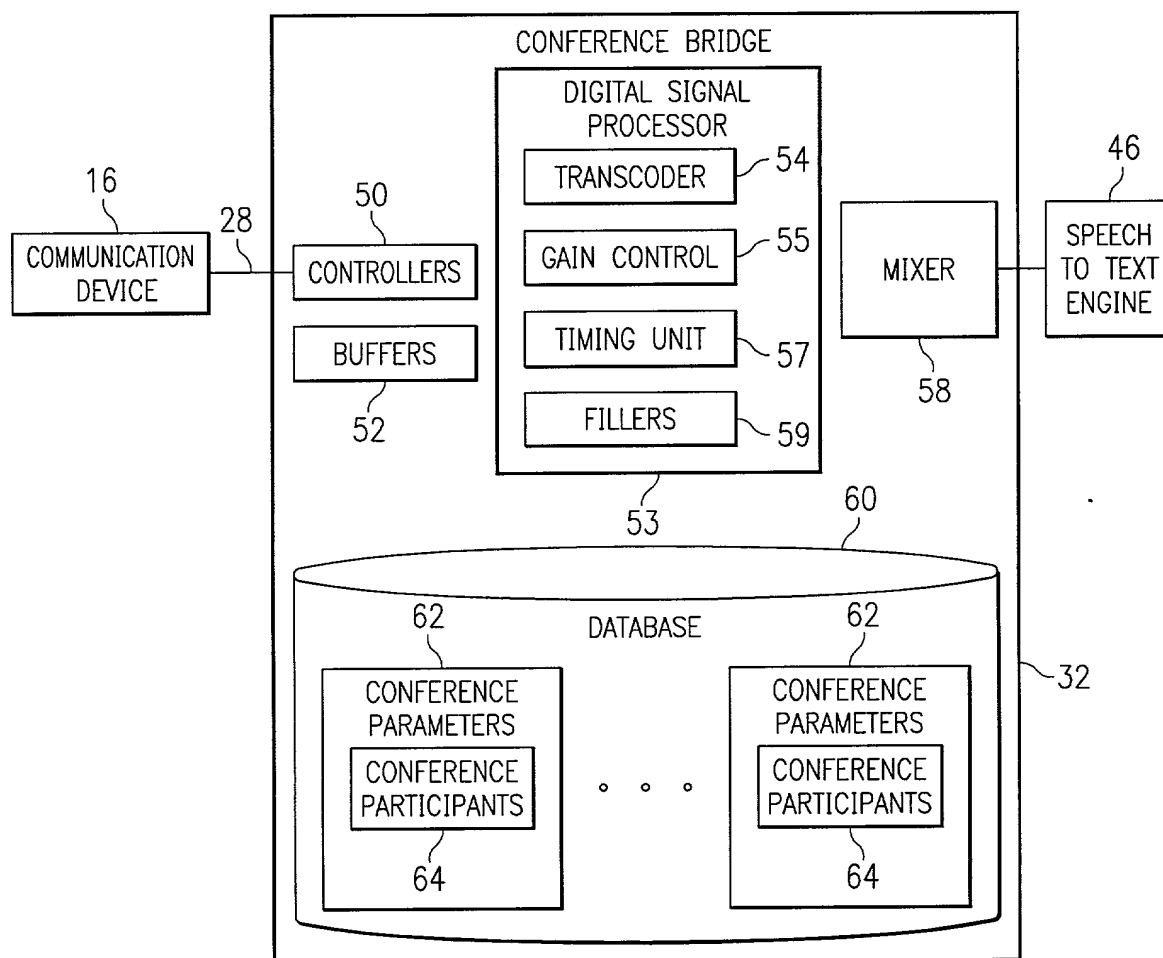 CONFERENCE BRIDGE
DIGITAL SIGNAL
PROCESSOR
TRANSCODER
54
GAIN CONTROL
55
TIMING UNIT
57
FILLERS
59
53
16
COMMUNICATION
DEVICE
28
50
CONTROLLERS
BUFFERS
52
MIXER
58
46
SPEECH
TO TEXT
ENGINE
60
DATABASE
62
CONFERENCE
PARAMETERS
CONFERENCE
PARTICIPANTS
64
62
CONFERENCE
PARAMETERS
CONFERENCE
PARTICIPANTS
64
32